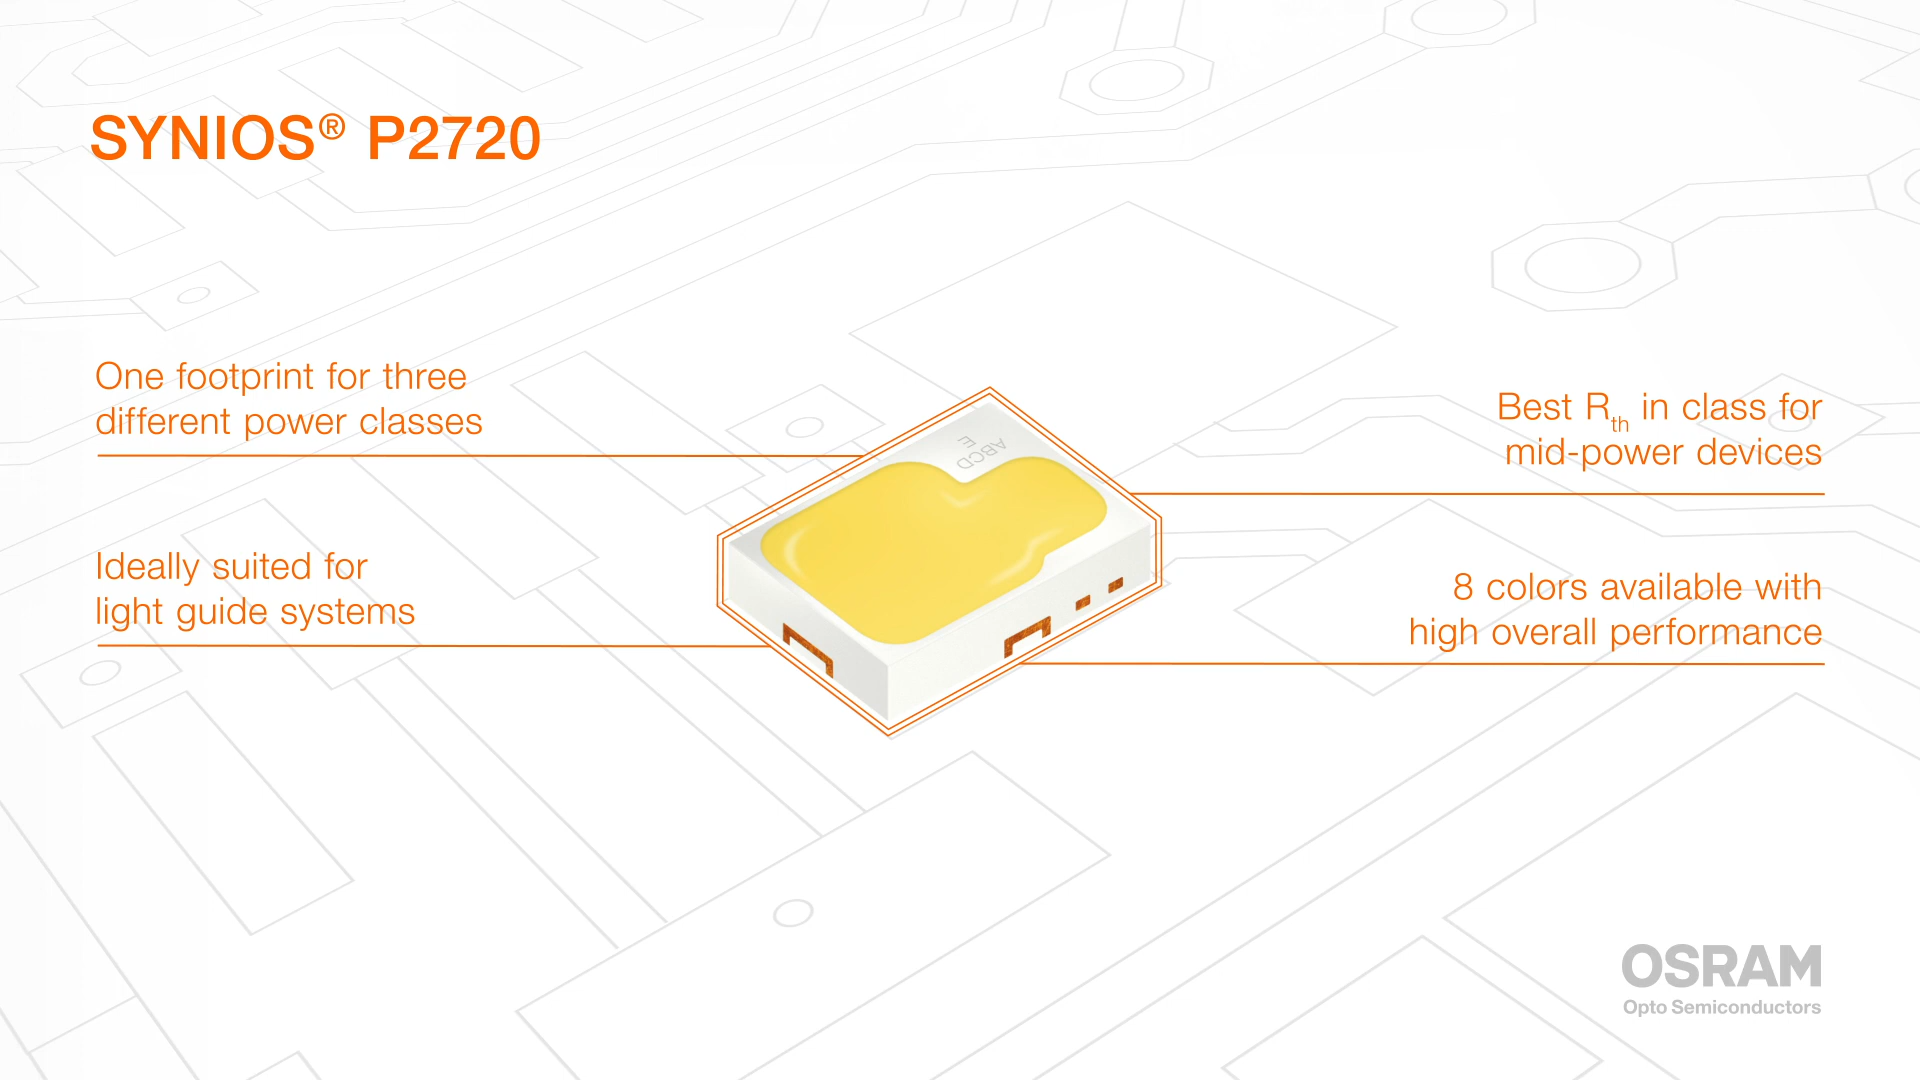 SYNIOS® P2720
One footprint for three
different power classes
Ideally suited for
light guide systems
Best Rth in class for
mid-power devices
8 colors available with
high overall performance
ABCD
E
OSRAM
Opto Semiconductors